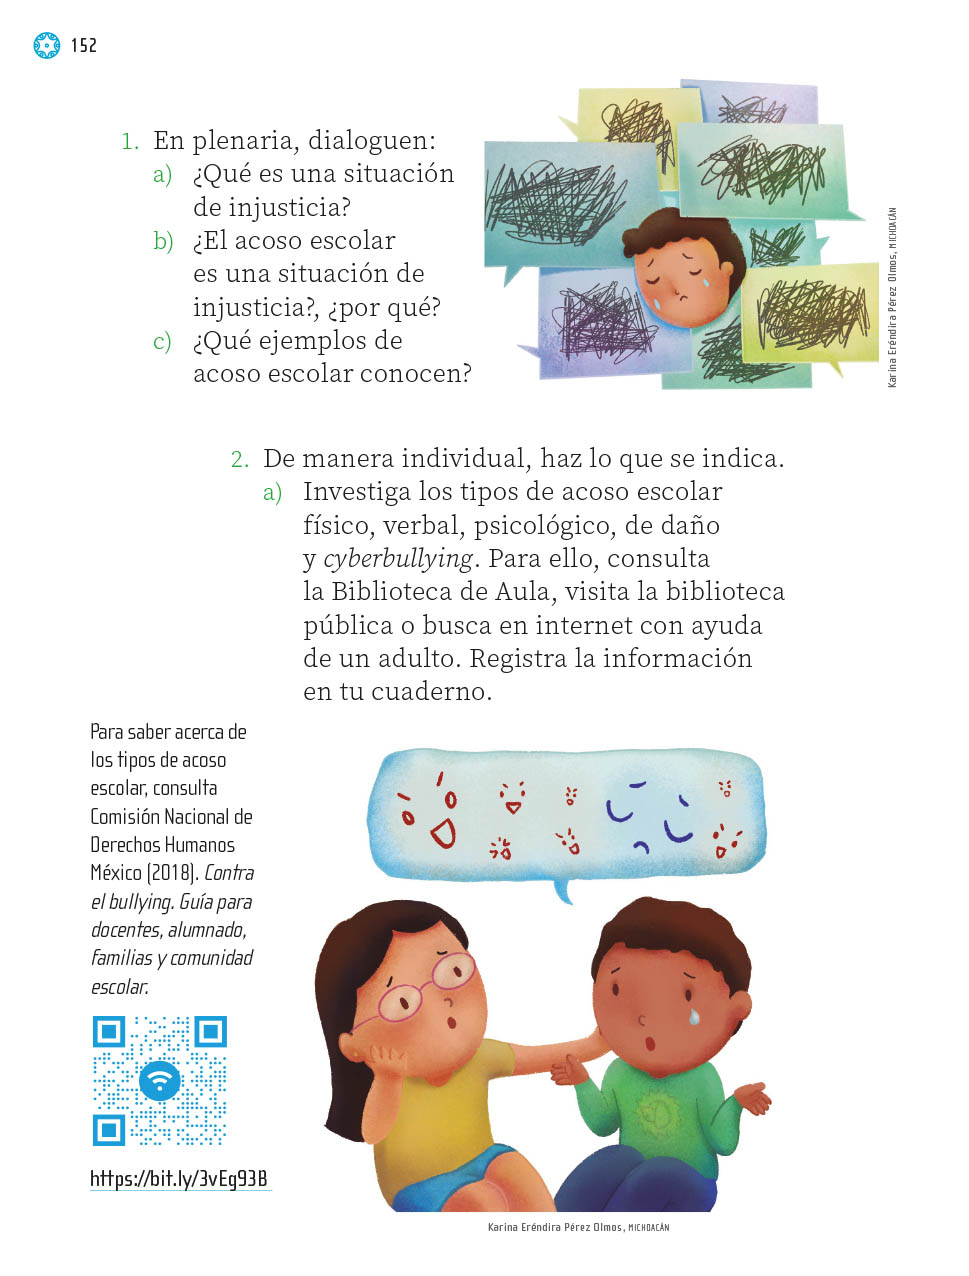 152
1. En plenaria, dialoguen:
a) ¿Qué es una situación
de injusticia?
b) ¿El acoso escolar
es una situación de
injusticia?, ¿por qué?
c) ¿Qué ejemplos de
acoso escolar conocen?
Karina Eréndira Pérez Olmos, MICHOACÁN
2. De manera individual, haz lo que se indica.
a) Investiga los tipos de acoso escolar
físico, verbal, psicológico, de daño
y cyberbullying. Para ello, consulta
la Biblioteca de Aula, visita la biblioteca
pública o busca en internet con ayuda
de un adulto. Registra la información
en tu cuaderno.
Para saber acerca de
los tipos de acoso
escolar, consulta
Comisión Nacional de
Derechos Humanos
México (2018). Contra
el bullying. Guía para
docentes, alumnado,
familias y comunidad
escolar.
https://bit.ly/3vEg93B
Karina Eréndira Pérez Olmos, MICHOACÁN